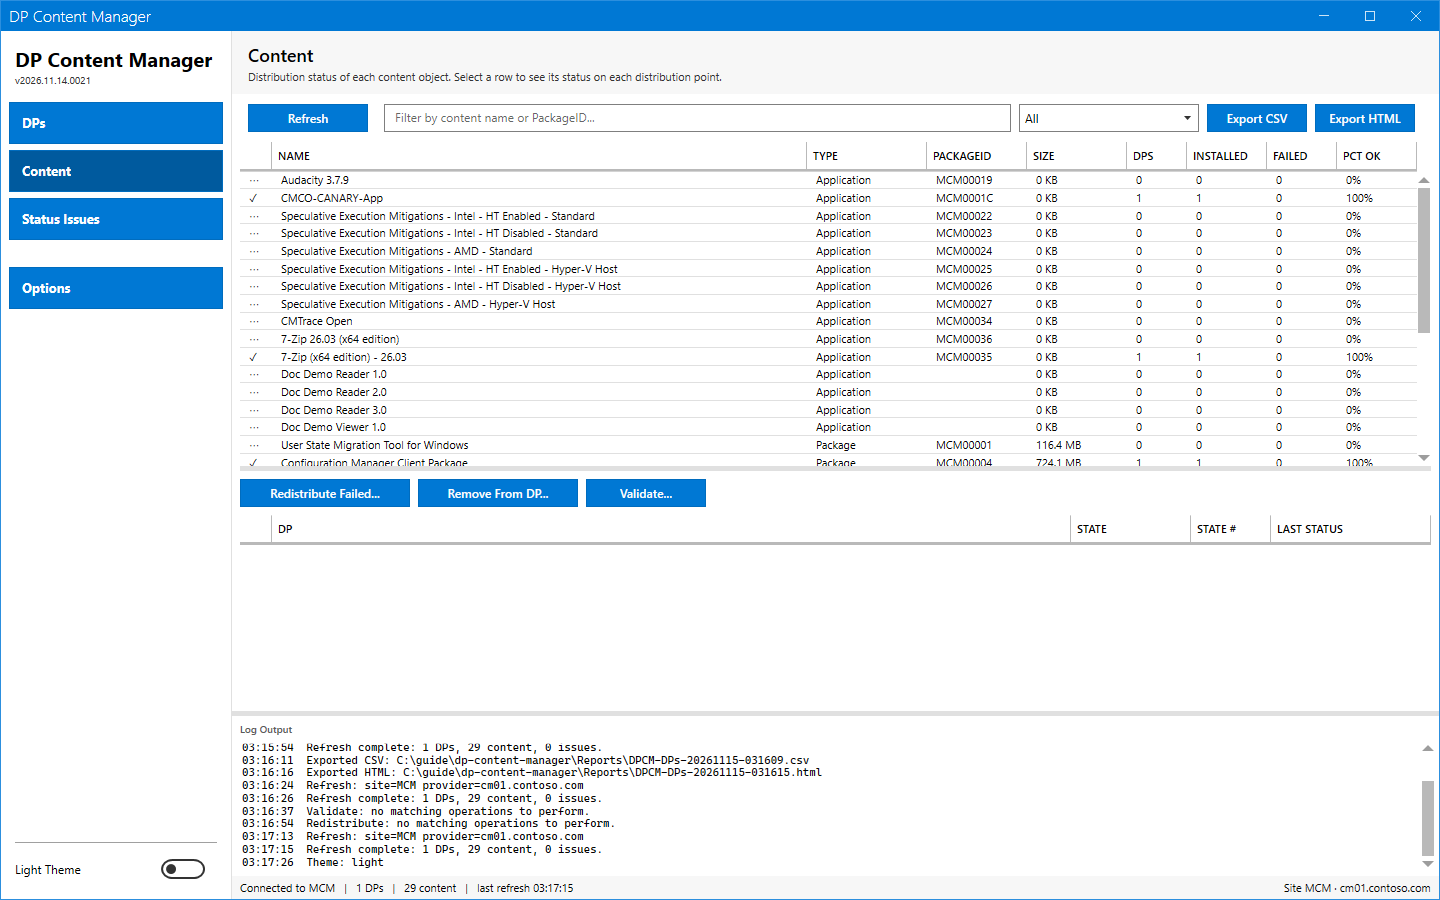 DP Content Manager
DP Content Manager
v2026.11.14.0021
DPs
Content
Status Issues
Options
Light Theme
Content
Distribution status of each content object. Select a row to see its status on each distribution point.
Refresh
Filter by content name or PackageID...
All
Export CSV
Export HTML
NAME TYPE PACKAGEID SIZE DPS INSTALLED FAILED PCT OK
··· Audacity 3.7.9 Application MCM00019 0 KB 0 0 0 0%
✓ CMCO-CANARY-App Application MCM0001C 0 KB 1 1 0 100%
··· Speculative Execution Mitigations - Intel - HT Enabled - Standard Application MCM00022 0 KB 0 0 0 0%
··· Speculative Execution Mitigations - Intel - HT Disabled - Standard Application MCM00023 0 KB 0 0 0 0%
··· Speculative Execution Mitigations - AMD - Standard Application MCM00024 0 KB 0 0 0 0%
··· Speculative Execution Mitigations - Intel - HT Enabled - Hyper-V Host Application MCM00025 0 KB 0 0 0 0%
··· Speculative Execution Mitigations - Intel - HT Disabled - Hyper-V Host Application MCM00026 0 KB 0 0 0 0%
··· Speculative Execution Mitigations - AMD - Hyper-V Host Application MCM00027 0 KB 0 0 0 0%
··· CMTrace Open Application MCM00034 0 KB 0 0 0 0%
··· 7-Zip 26.03 (x64 edition) Application MCM00036 0 KB 0 0 0 0%
✓ 7-Zip (x64 edition) - 26.03 Application MCM00035 0 KB 1 1 0 100%
··· Doc Demo Reader 1.0 Application 0 KB 0 0 0 0%
··· Doc Demo Reader 2.0 Application 0 KB 0 0 0 0%
··· Doc Demo Reader 3.0 Application 0 KB 0 0 0 0%
··· Doc Demo Viewer 1.0 Application 0 KB 0 0 0 0%
··· User State Migration Tool for Windows Package MCM00001 116.4 MB 0 0 0 0%
✓ Configuration Manager Client Package Package MCM00004 724.1 MB 1 1 0 100%
Redistribute Failed...
Remove From DP...
Validate...
DP STATE STATE # LAST STATUS
Log Output
03:15:54 Refresh complete: 1 DPs, 29 content, 0 issues.
03:16:11 Exported CSV: C:\guide\dp-content-manager\Reports\DPCM-DPs-20261115-031609.csv
03:16:16 Exported HTML: C:\guide\dp-content-manager\Reports\DPCM-DPs-20261115-031615.html
03:16:24 Refresh: site=MCM provider=cm01.contoso.com
03:16:26 Refresh complete: 1 DPs, 29 content, 0 issues.
03:16:37 Validate: no matching operations to perform.
03:16:54 Redistribute: no matching operations to perform.
03:17:13 Refresh: site=MCM provider=cm01.contoso.com
03:17:15 Refresh complete: 1 DPs, 29 content, 0 issues.
03:17:26 Theme: light
Connected to MCM | 1 DPs | 29 content | last refresh 03:17:15
Site MCM · cm01.contoso.com